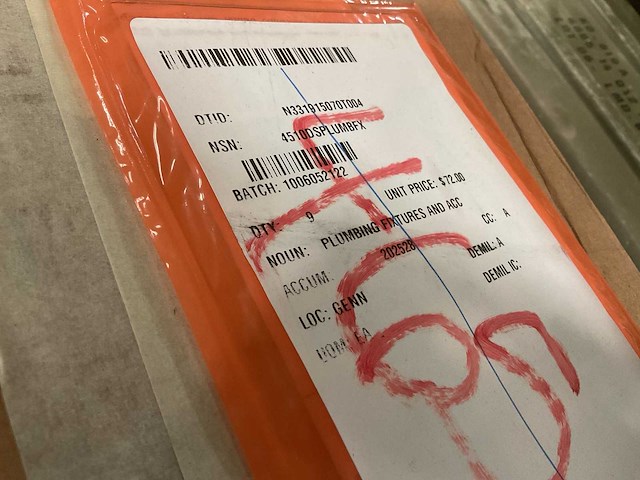 DTID: N331915070T004
NSN: 4510DSPLUMBFX
BATCH: 1006052122
QTY: 9 UNIT PRICE: $72.00
NOUN: PLUMBING FIXTURES AND ACC
ACCUM: 202528 CC: A
LOC: GENN DEMIL: A
UOM: EA DEMIL IC: